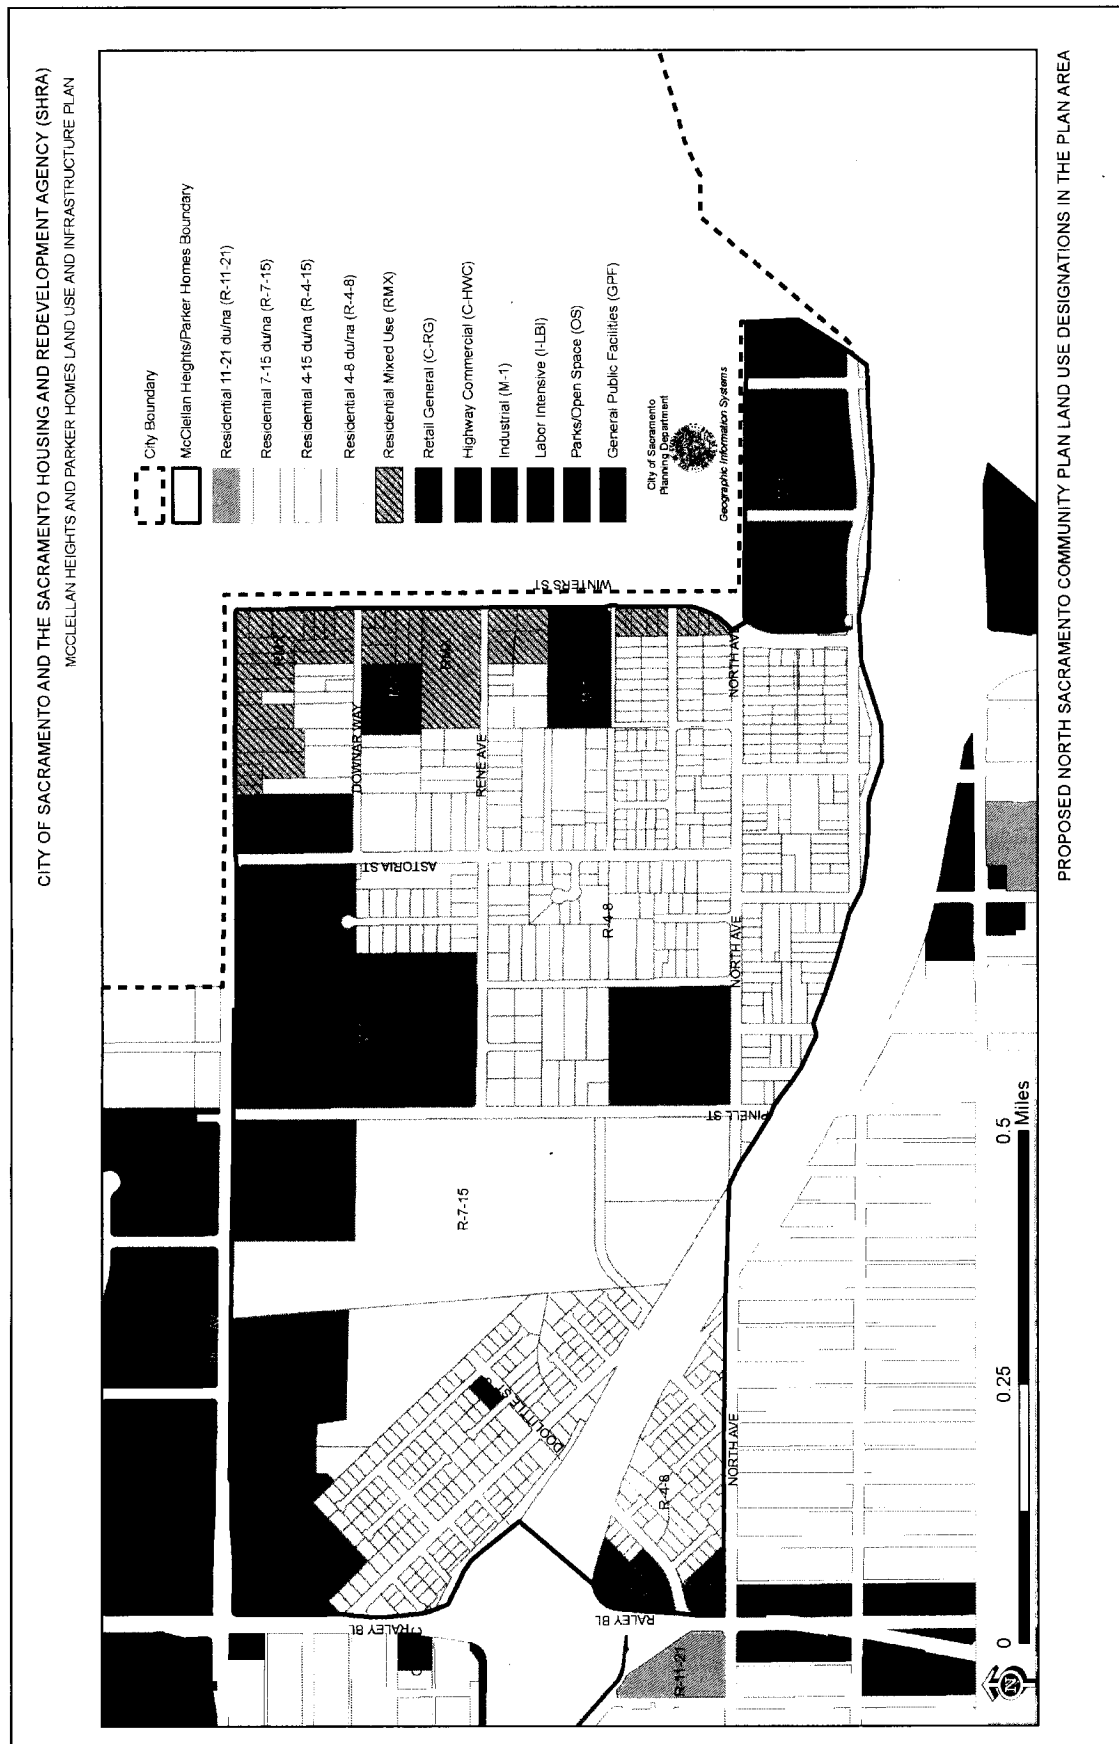 CITY OF SACRAMENTO AND THE SACRAMENTO HOUSING AND REDEVELOPMENT AGENCY (SHRA)
MCCLELLAN HEIGHTS AND PARKER HOMES LAND USE AND INFRASTRUCTURE PLAN
City Boundary
McClellan Heights/Parker Homes Boundary
Residential 11-21 du/na (R-11-21)
Residential 7-15 du/na (R-7-15)
Residential 4-15 du/na (R-4-15)
Residential 4-8 du/na (R-4-8)
Residential Mixed Use (RMX)
Retail General (C-RG)
Highway Commercial (C-HWC)
Industrial (M-1)
Labor Intensive (I-LBI)
Parks/Open Space (OS)
General Public Facilities (GPF)
City of Sacramento
Planning Department
Geographic Information Systems
WINTERS ST
RMX
RMX
DOWNAR WAY
RENE AVE
NORTH AVE
ASTORIA ST
R-4-8
NORTH AVE
PINELL ST
R-7-15
DOOLITTLE ST
R-4-8
NORTH AVE
RALEY BL
RALEY BL
R-11-21
N
0
0.25
0.5
Miles
PROPOSED NORTH SACRAMENTO COMMUNITY PLAN LAND USE DESIGNATIONS IN THE PLAN AREA